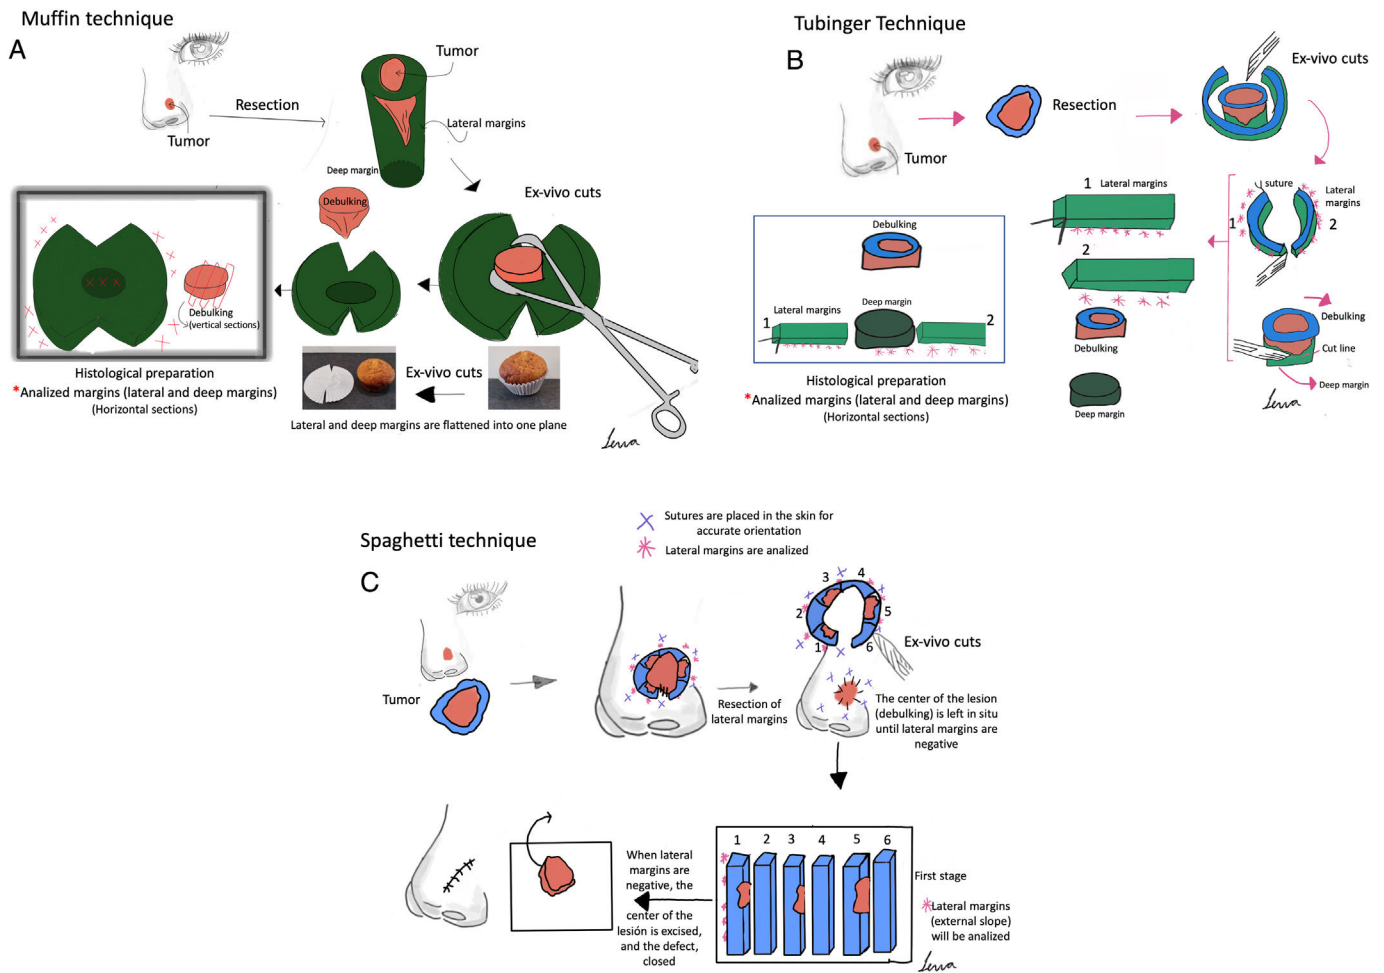 Muffin technique
A
Tumor
Resection
Tumor
Lateral margins
Deep margin
Debulking
Ex-vivo cuts
Debulking
(vertical sections)
Histological preparation
*Analized margins (lateral and deep margins)
(Horizontal sections)
Ex-vivo cuts
Lateral and deep margins are flattened into one plane
Lerra
Tubinger Technique
B
Ex-vivo cuts
Resection
Tumor
1 Lateral margins
suture
Lateral
margins
1
2
2
Debulking
Debulking
Cut line
Deep margin
Debulking
Deep margin
Lateral margins
Deep margin
1
2
Histological preparation
*Analized margins (lateral and deep margins)
(Horizontal sections)
Lerra
Spaghetti technique
C
Sutures are placed in the skin for
accurate orientation
Lateral margins are analized
Tumor
Resection of
lateral margins
3 4
2 5
1 6
Ex-vivo cuts
The center of the lesion
(debulking) is left in situ
until lateral margins are
negative
1 2 3 4 5 6
First stage
Lateral margins
(external slope)
will be analized
When lateral
margins are
negative, the
center of the
lesión is excised,
and the defect,
closed
Lerra